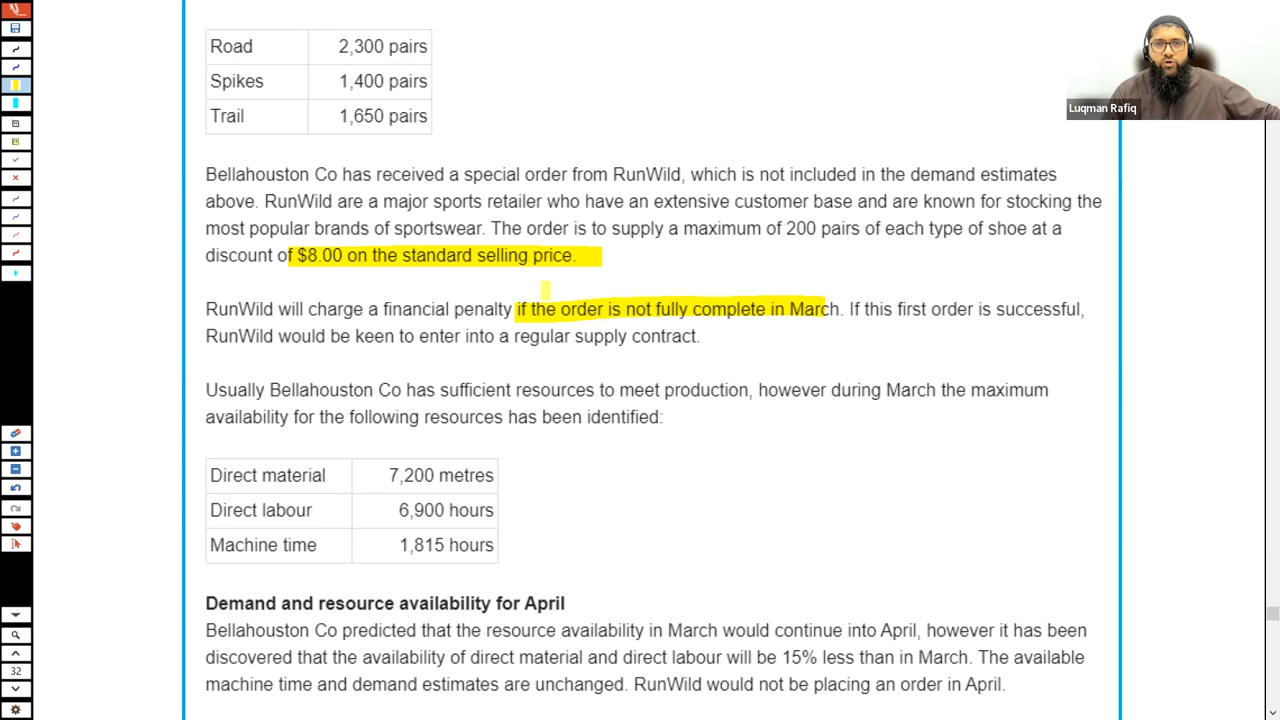 Road 2,300 pairs
Spikes 1,400 pairs
Trail 1,650 pairs
Luqman Rafiq
Bellahouston Co has received a special order from RunWild, which is not included in the demand estimates
above. RunWild are a major sports retailer who have an extensive customer base and are known for stocking the
most popular brands of sportswear. The order is to supply a maximum of 200 pairs of each type of shoe at a
discount of $8.00 on the standard selling price.
RunWild will charge a financial penalty if the order is not fully complete in March. If this first order is successful,
RunWild would be keen to enter into a regular supply contract.
Usually Bellahouston Co has sufficient resources to meet production, however during March the maximum
availability for the following resources has been identified:
Direct material 7,200 metres
Direct labour 6,900 hours
Machine time 1,815 hours
Demand and resource availability for April
Bellahouston Co predicted that the resource availability in March would continue into April, however it has been
discovered that the availability of direct material and direct labour will be 15% less than in March. The available
machine time and demand estimates are unchanged. RunWild would not be placing an order in April.
32